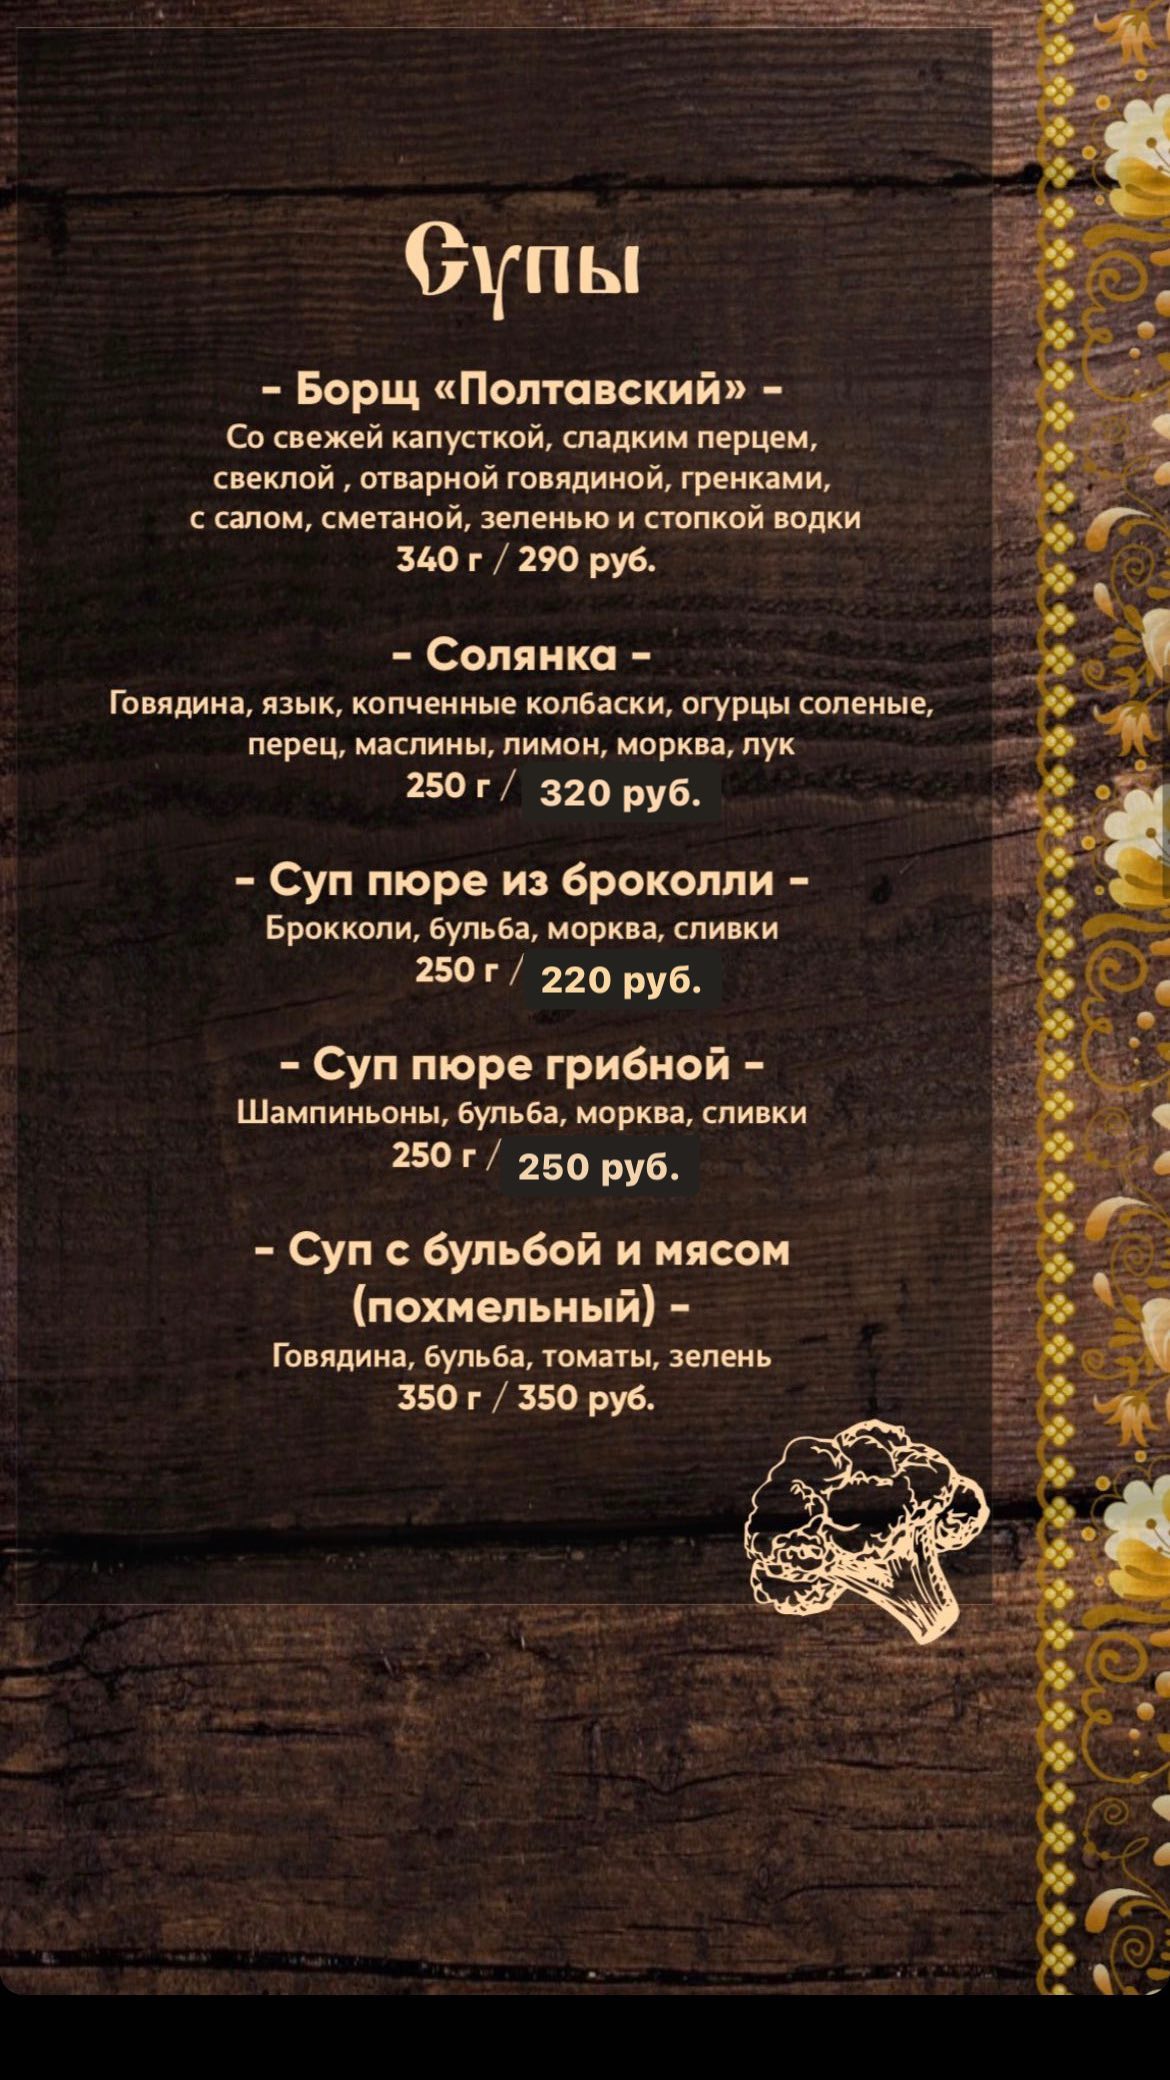 Супы
- Борщ «Полтавский» -
Со свежей капусткой, сладким перцем,
свеклой , отварной говядиной, гренками,
с салом, сметаной, зеленью и стопкой водки
340 г / 290 руб.
- Солянка -
Говядина, язык, копченные колбаски, огурцы соленые,
перец, маслины, лимон, морква, лук
250 г / 320 руб.
- Суп пюре из броколли -
Брокколи, бульба, морква, сливки
250 г / 220 руб.
- Суп пюре грибной -
Шампиньоны, бульба, морква, сливки
250 г / 250 руб.
- Суп с бульбой и мясом
(похмельный) -
Говядина, бульба, томаты, зелень
350 г / 350 руб.